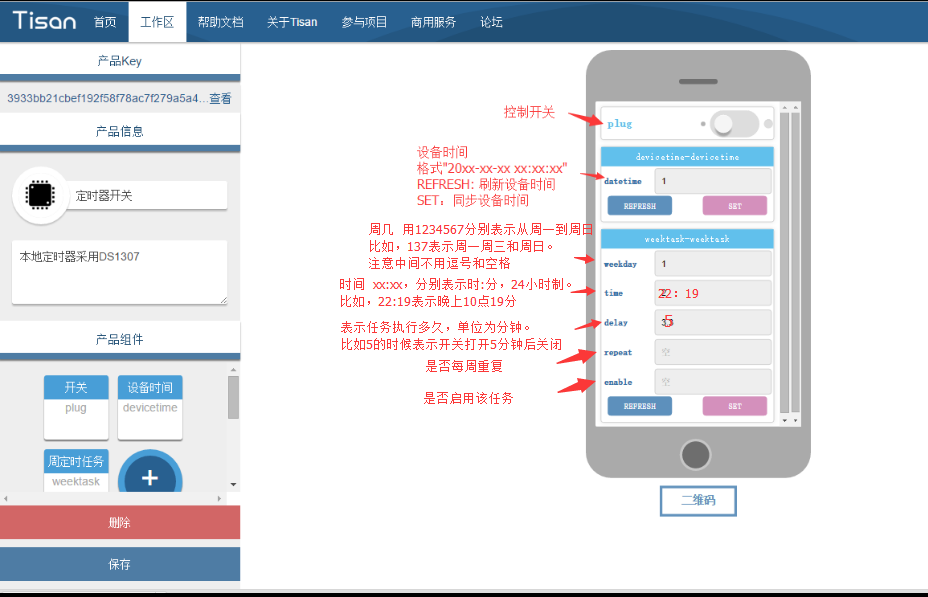 Tisan 首页 工作区 帮助文档 关于Tisan 参与项目 商用服务 论坛
产品Key
3933bb21cbef192f58f78ac7f279a5a4...查看
产品信息
定时器开关
本地定时器采用DS1307
产品组件
开关
plug
设备时间
devicetime
周定时任务
weektask
+
删除
保存
控制开关
设备时间
格式"20xx-xx-xx xx:xx:xx"
REFRESH: 刷新设备时间
SET: 同步设备时间
周几 用1234567分别表示从周一到周日
比如，137表示周一周三和周日。
注意中间不用逗号和空格
时间 xx:xx，分别表示时:分，24小时制。
比如，22:19表示晚上10点19分
表示任务执行多久，单位为分钟。
比如5的时候表示开关打开5分钟后关闭
是否每周重复
是否启用该任务
plug
devicetime-devicetime
datetime 1
REFRESH SET
weektask-weektask
weekday 1
time 22: 19
delay 5
repeat 空
enable 空
REFRESH SET
二维码